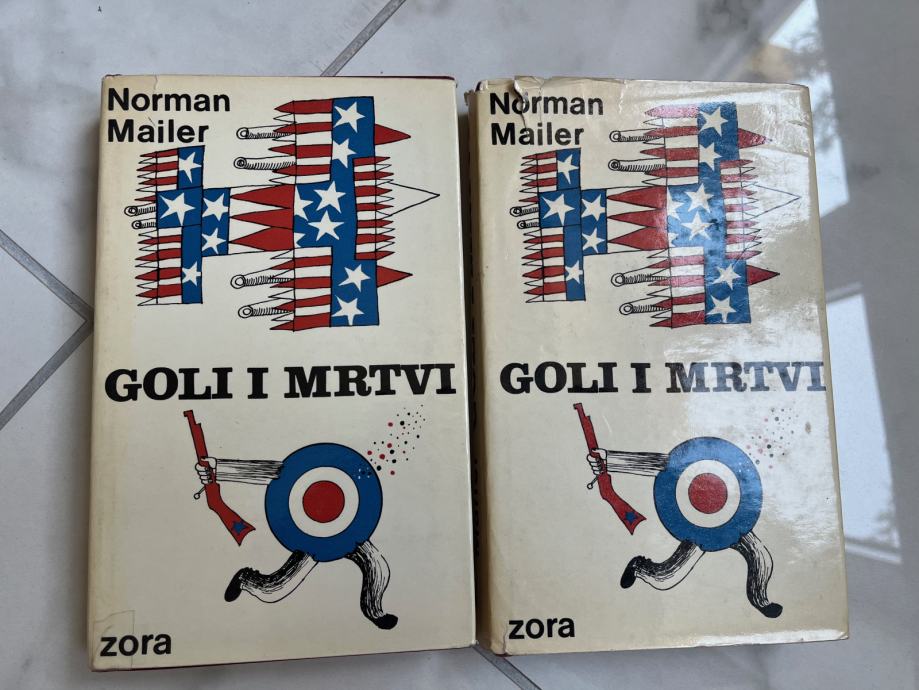 Norman
Mailer
GOLI I MRTVI
zora
Norman
Mailer
GOLI I MRTVI
zora